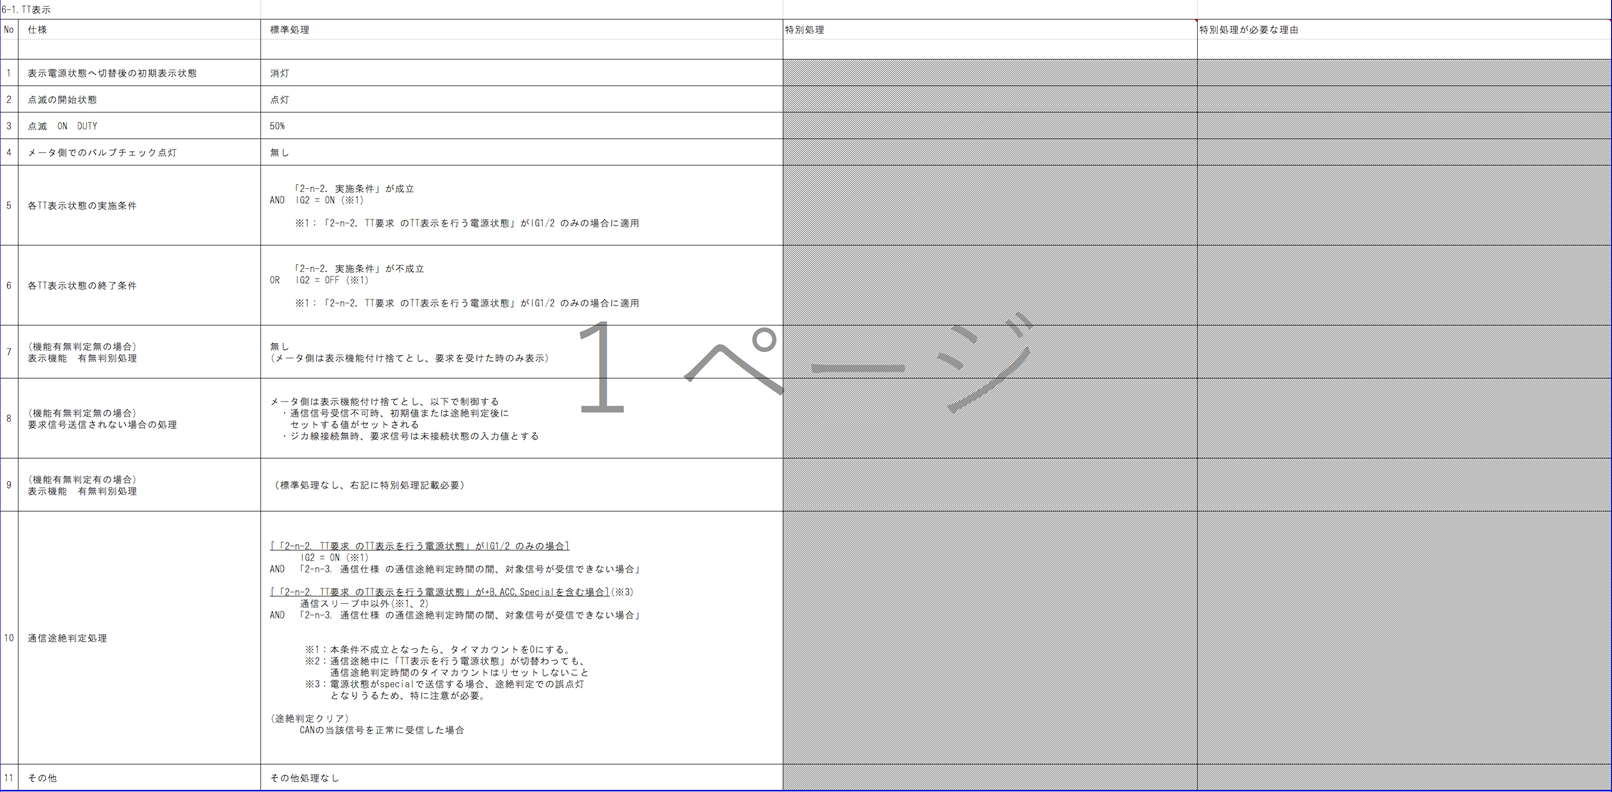 6-1.TT表示
No 仕様 標準処理 特別処理 特別処理が必要な理由
1 表示電源状態へ切替後の初期表示状態 消灯
2 点滅の開始状態 点灯
3 点滅　ON　DUTY 50%
4 メータ側でのバルブチェック点灯 無し
5 各TT表示状態の実施条件
「2-n-2. 実施条件」が成立
AND IG2 = ON (※1)
※1：「2-n-2. TT要求 のTT表示を行う電源状態」がIG1/2 のみの場合に適用
6 各TT表示状態の終了条件
「2-n-2. 実施条件」が不成立
OR IG2 = OFF (※1)
※1：「2-n-2. TT要求 のTT表示を行う電源状態」がIG1/2 のみの場合に適用
7 (機能有無判定無の場合)
表示機能　有無判別処理
無し
(メータ側は表示機能付け捨てとし、要求を受けた時のみ表示)
8 (機能有無判定無の場合)
要求信号送信されない場合の処理
メータ側は表示機能付け捨てとし、以下で制御する
・通信信号受信不可時、初期値または途絶判定後に
セットする値がセットされる
・ジカ線接続無時、要求信号は未接続状態の入力値とする
9 (機能有無判定有の場合)
表示機能　有無判別処理
(標準処理なし、右記に特別処理記載必要)
10 通信途絶判定処理
[「2-n-2. TT要求 のTT表示を行う電源状態」がIG1/2 のみの場合]
IG2 = ON (※1)
AND 「2-n-3. 通信仕様 の通信途絶判定時間の間、対象信号が受信できない場合」
[「2-n-2. TT要求 のTT表示を行う電源状態」が+B,ACC,Specialを含む場合](※3)
通信スリープ中以外(※1、2)
AND 「2-n-3. 通信仕様 の通信途絶判定時間の間、対象信号が受信できない場合」
※1：本条件不成立となったら、タイマカウントを0にする。
※2：通信途絶中に「TT表示を行う電源状態」が切替わっても、
通信途絶判定時間のタイマカウントはリセットしないこと
※3：電源状態がspecialで送信する場合、途絶判定での誤点灯
となりうるため、特に注意が必要。
(途絶判定クリア)
CANの当該信号を正常に受信した場合
11 その他 その他処理なし
1 ページ